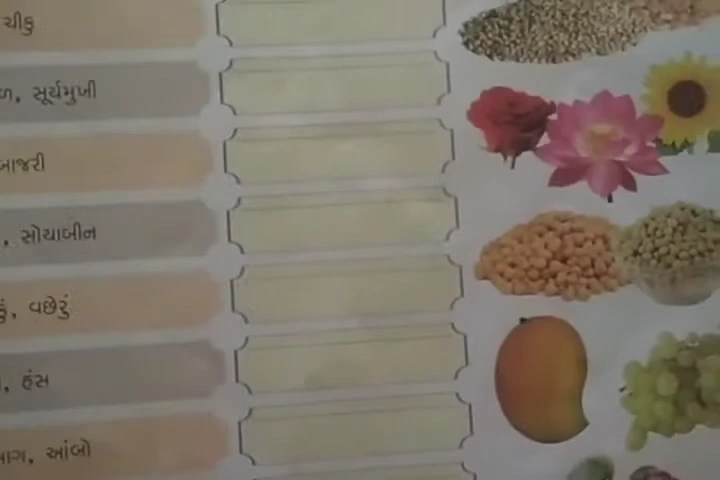 ચીકુ
ળ, સૂર્યમુખી
બાજરી
, સોયાબીન
કું, વછેરું
, હંસ
ાગ, આંબો